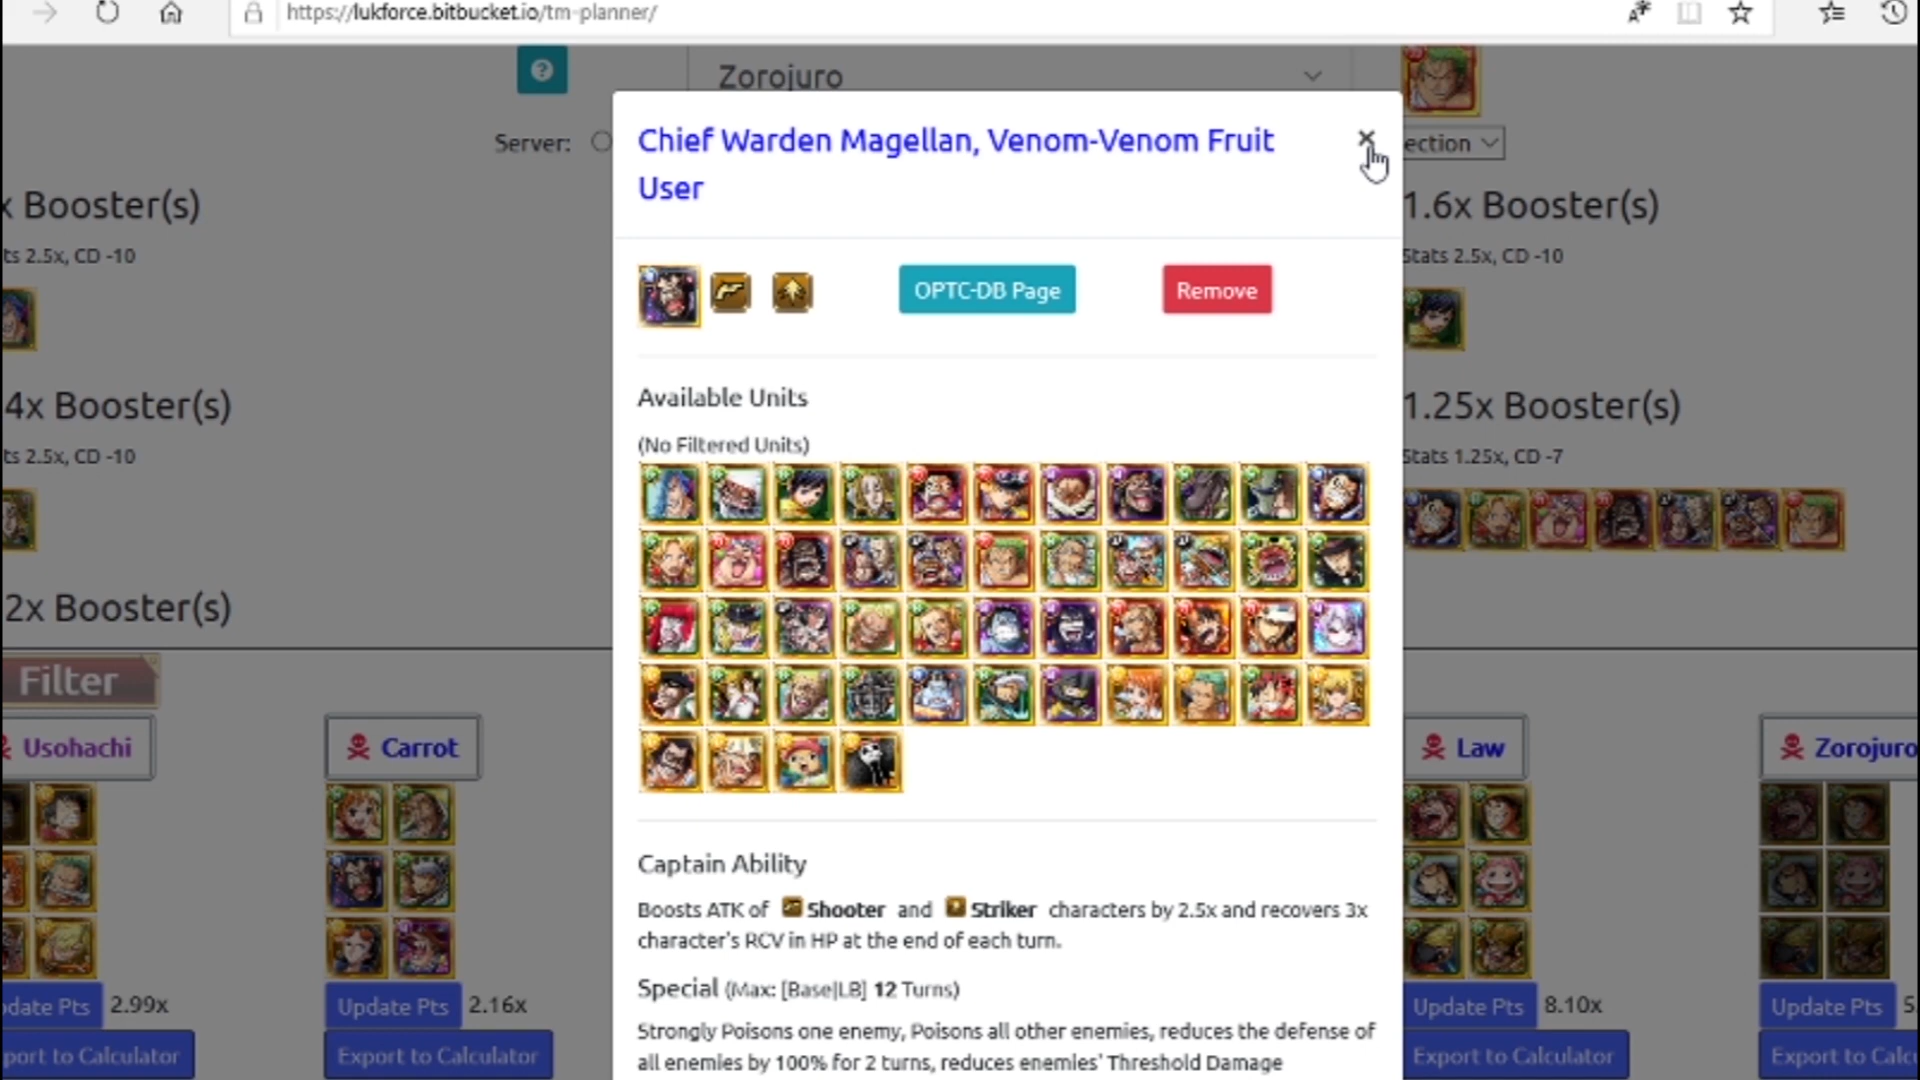 https://lukforce.bitbucket.io/tm-planner/
?
Zorojuro
Server:
ection
Chief Warden Magellan, Venom-Venom Fruit
User
x Booster(s)
ts 2.5x, CD -10
1.6x Booster(s)
Stats 2.5x, CD -10
OPTC-DB Page
Remove
Available Units
(No Filtered Units)
4x Booster(s)
ts 2.5x, CD -10
1.25x Booster(s)
Stats 1.25x, CD -7
2x Booster(s)
Filter
Usohachi
Carrot
Law
Zorojuro
Captain Ability
Boosts ATK of Shooter and Striker characters by 2.5x and recovers 3x
character's RCV in HP at the end of each turn.
Special (Max: [Base|LB] 12 Turns)
Strongly Poisons one enemy, Poisons all other enemies, reduces the defense of
all enemies by 100% for 2 turns, reduces enemies' Threshold Damage
pdate Pts 2.99x
Update Pts 2.16x
Update Pts 8.10x
Update Pts 5.
port to Calculator
Export to Calculator
Export to Calculator
Export to Calcu